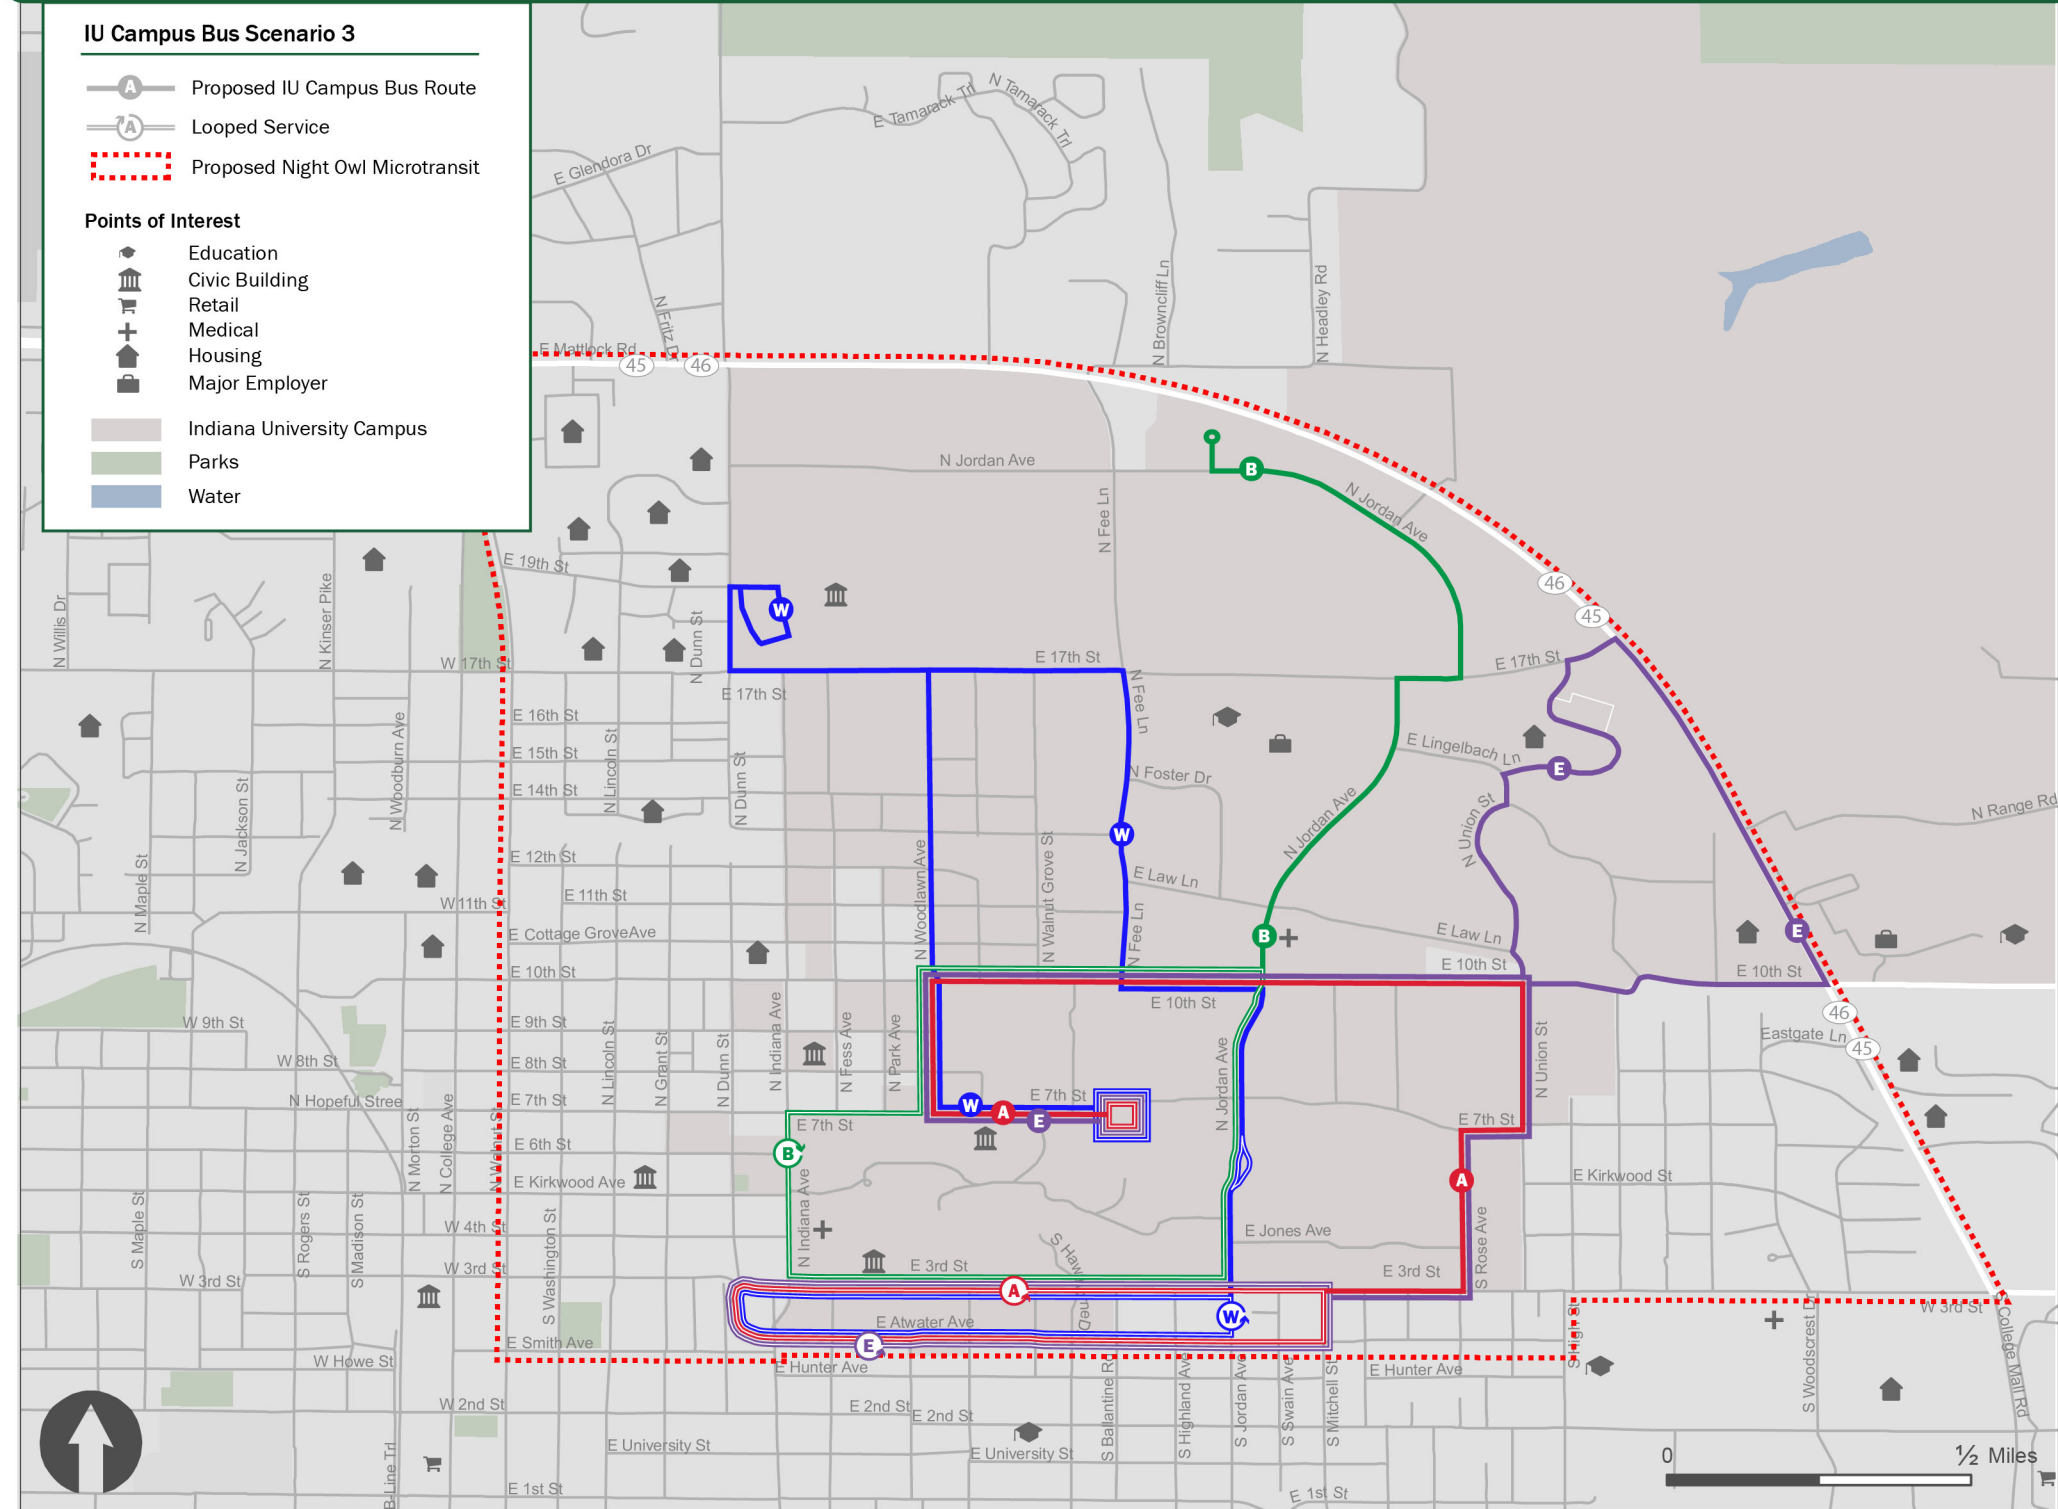 IU Campus Bus Scenario 3
A Proposed IU Campus Bus Route
A Looped Service
Proposed Night Owl Microtransit
Points of Interest
Education
Civic Building
Retail
Medical
Housing
Major Employer
Indiana University Campus
Parks
Water
E Tamarack Trl
N Tamarack Trl
E Glendora Dr
N Fritz Dr
N Browncliff Ln
N Headley Rd
E Mattlock Rd
45
46
N Jordan Ave
B
N Jordan Ave
N Fee Ln
E 19th St
46
45
N Willis Dr
N Kinser Pike
N Dunn St
W
W 17th St
E 17th St
E 17th St
E 17th St
N Fee Ln
E 16th St
E 15th St
E 14th St
N Woodburn Ave
N Lincoln St
N Dunn St
N Jackson St
N Foster Dr
E Lingelbach Ln
E
N Union St
N Jordan Ave
N Range Rd
W
E 12th St
E 11th St
W 11th St
N Maple St
N Woodlawn Ave
N Walnut Grove St
E Law Ln
E Law Ln
N Fee Ln
B
E
E Cottage GroveAve
E 10th St
E 10th St
E 10th St
E 10th St
46
45
Eastgate Ln
W 9th St
E 9th St
W 8th St
E 8th St
N Hopeful Stree
E 7th St
E 7th St
E 7th St
E 7th St
N Lincoln St
N Grant St
N Dunn St
N Indiana Ave
N Fess Ave
N Park Ave
N Jordan Ave
N Union St
W
A
E
B
A
N Morton St
N College Ave
N Walnut St
E 6th St
E Kirkwood Ave
E Kirkwood St
W 4th St
W 3rd St
W 3rd St
E 3rd St
E 3rd St
W 3rd St
S Maple St
S Rogers St
S Madison St
S Washington St
N Indiana Ave
E Jones Ave
S Rose Ave
A
W
E
E Atwater Ave
E Smith Ave
W Howe St
E Hunter Ave
E Hunter Ave
S High St
S Woodscrest Dr
S College Mall Rd
W 2nd St
E 2nd St
E 2nd St
E University St
E University St
S Ballantine Rd
S Highland Ave
S Jordan Ave
S Swain Ave
S Mitchell St
B-Line Trl
E 1st St
E 1st St
0
½ Miles